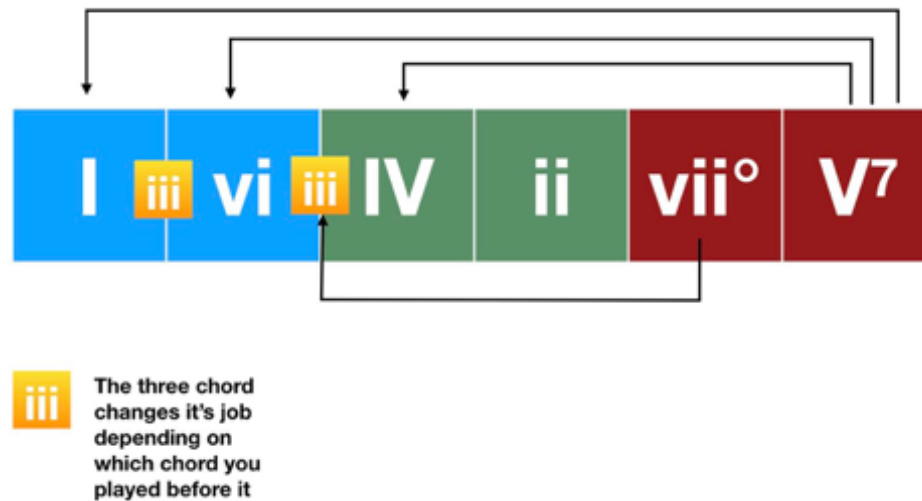 I iii vi iii IV ii vii° V⁷
iii
The three chord
changes it's job
depending on
which chord you
played before it